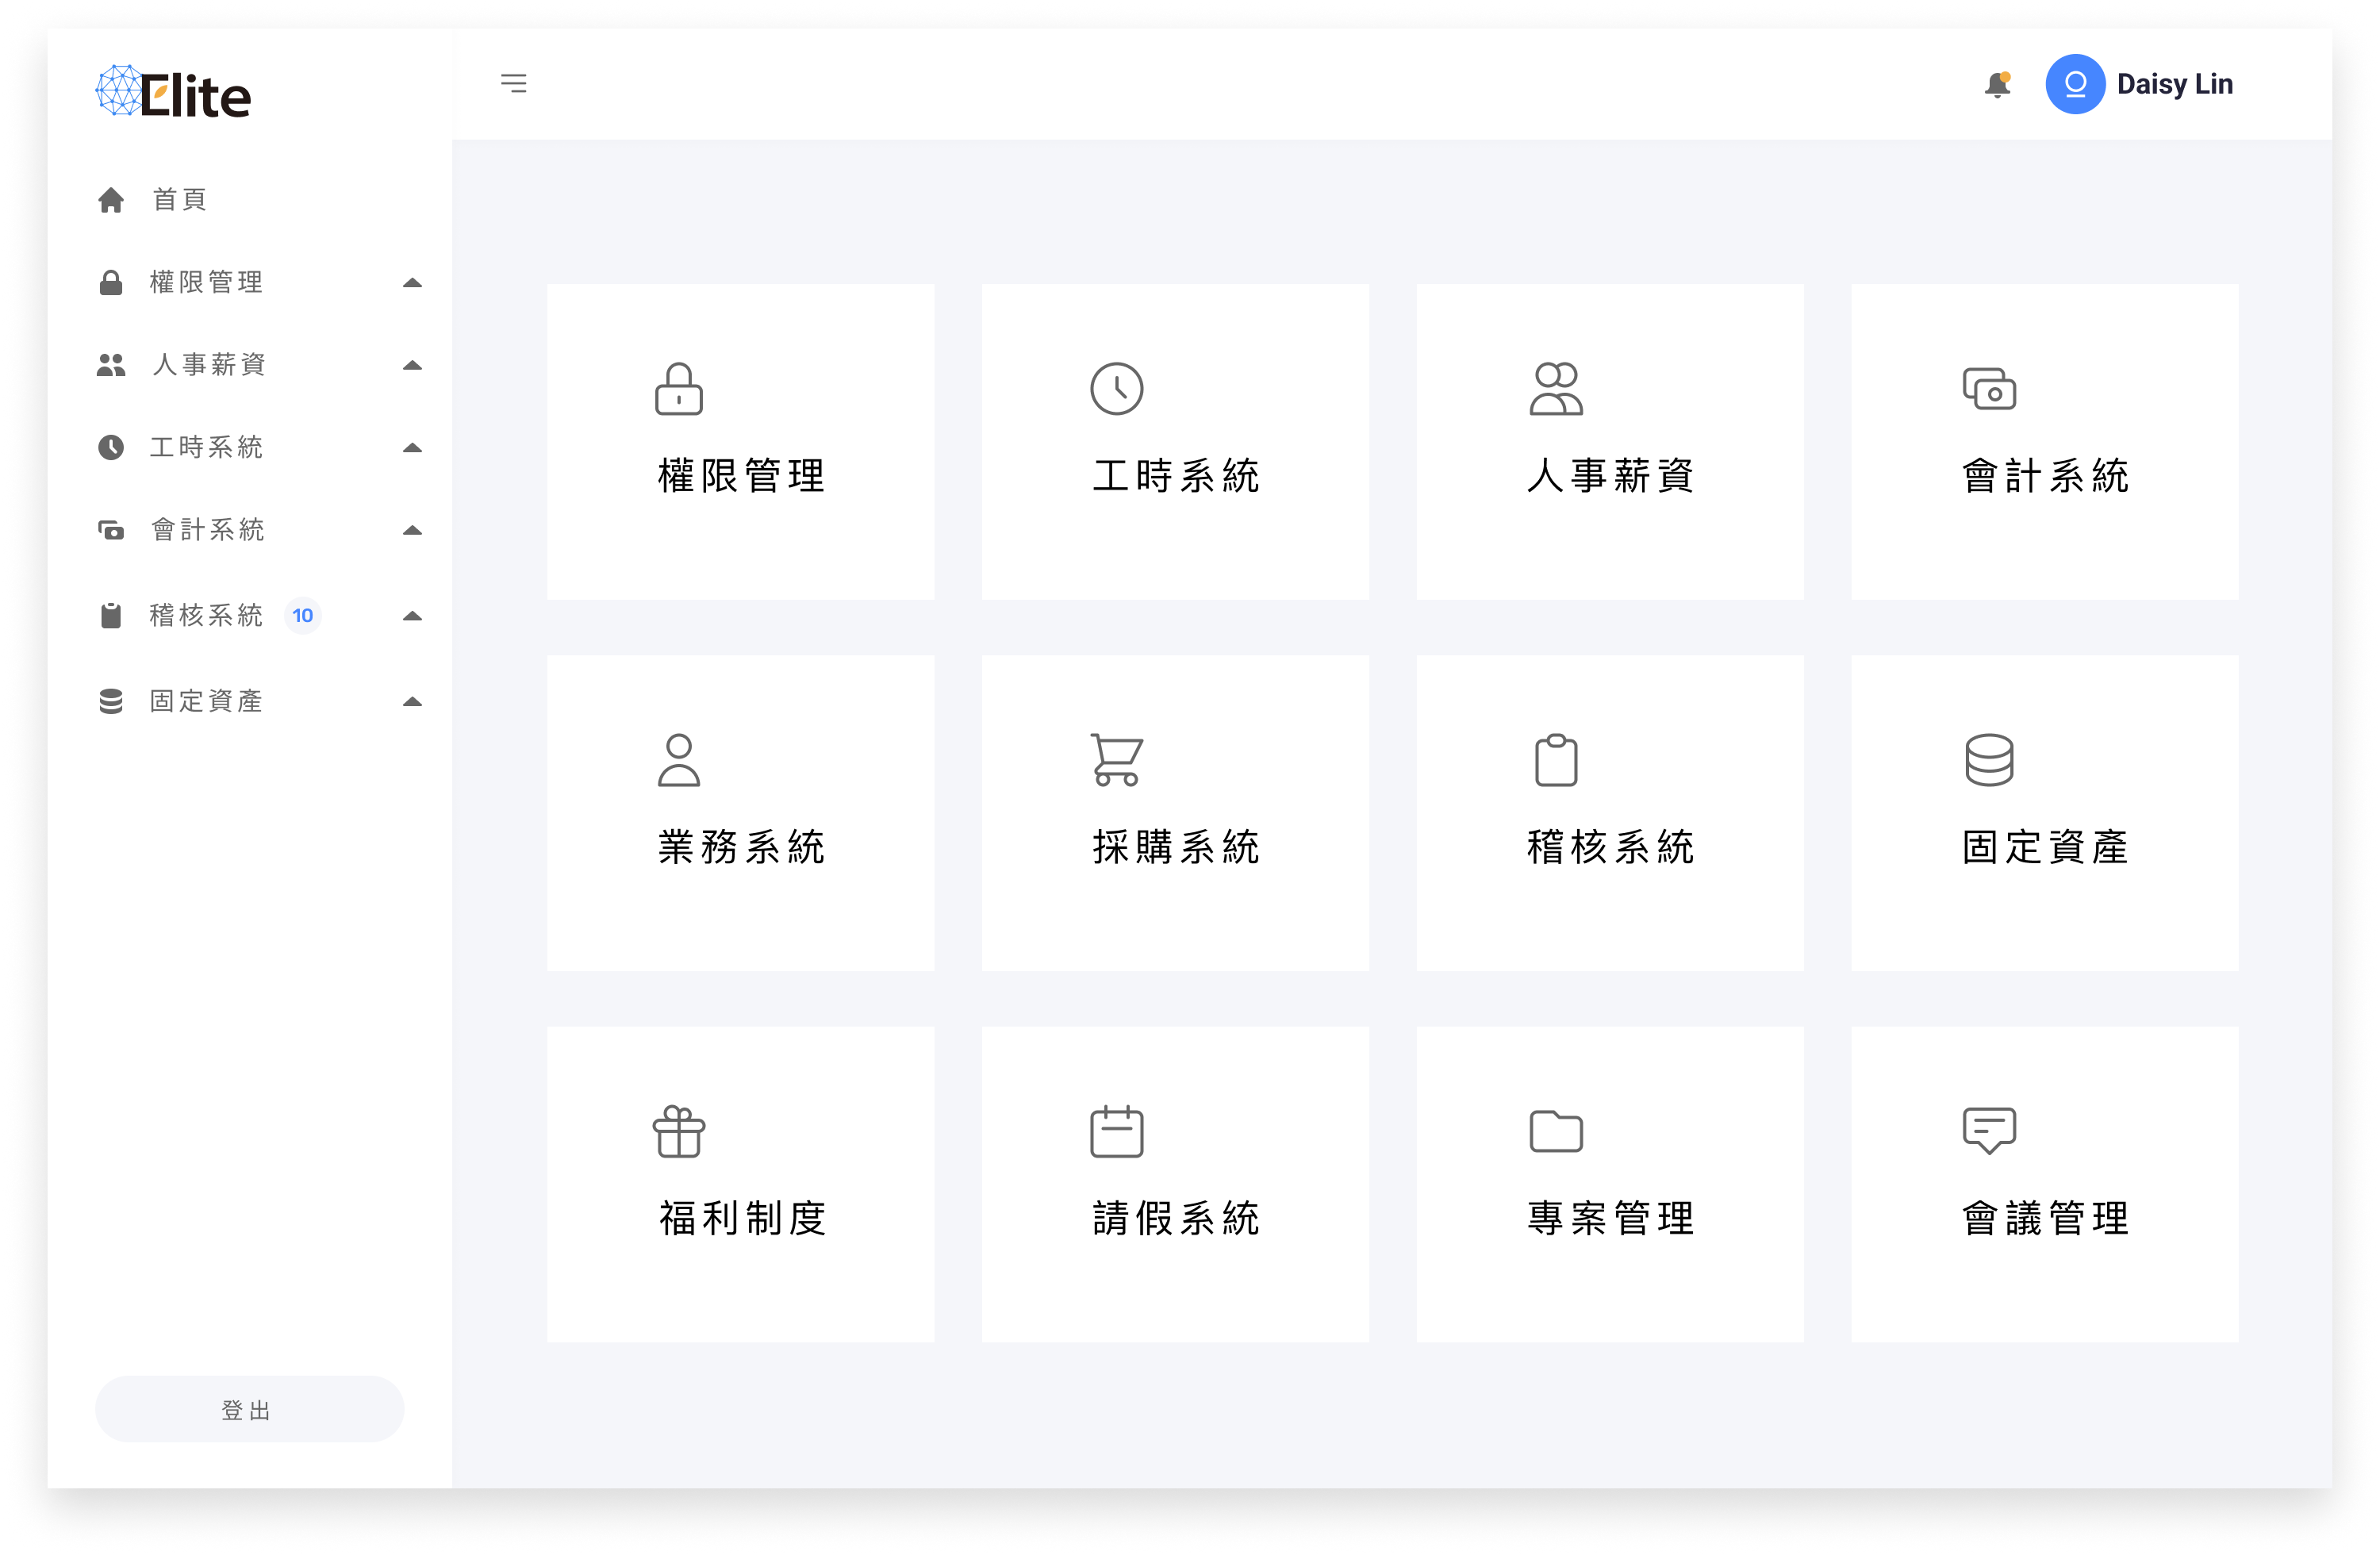 Elite
Daisy Lin
首頁
權限管理
人事薪資
工時系統
會計系統
稽核系統 10
固定資產
登出
權限管理
工時系統
人事薪資
會計系統
業務系統
採購系統
稽核系統
固定資產
福利制度
請假系統
專案管理
會議管理